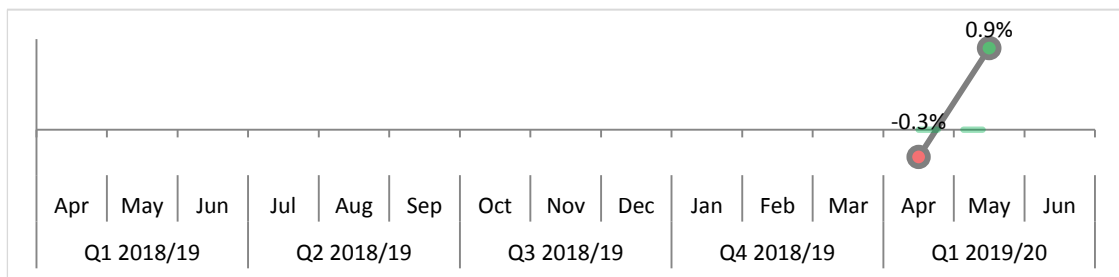 0.9%
-0.3%
Apr May Jun Jul Aug Sep Oct Nov Dec Jan Feb Mar Apr May Jun
Q1 2018/19 Q2 2018/19 Q3 2018/19 Q4 2018/19 Q1 2019/20